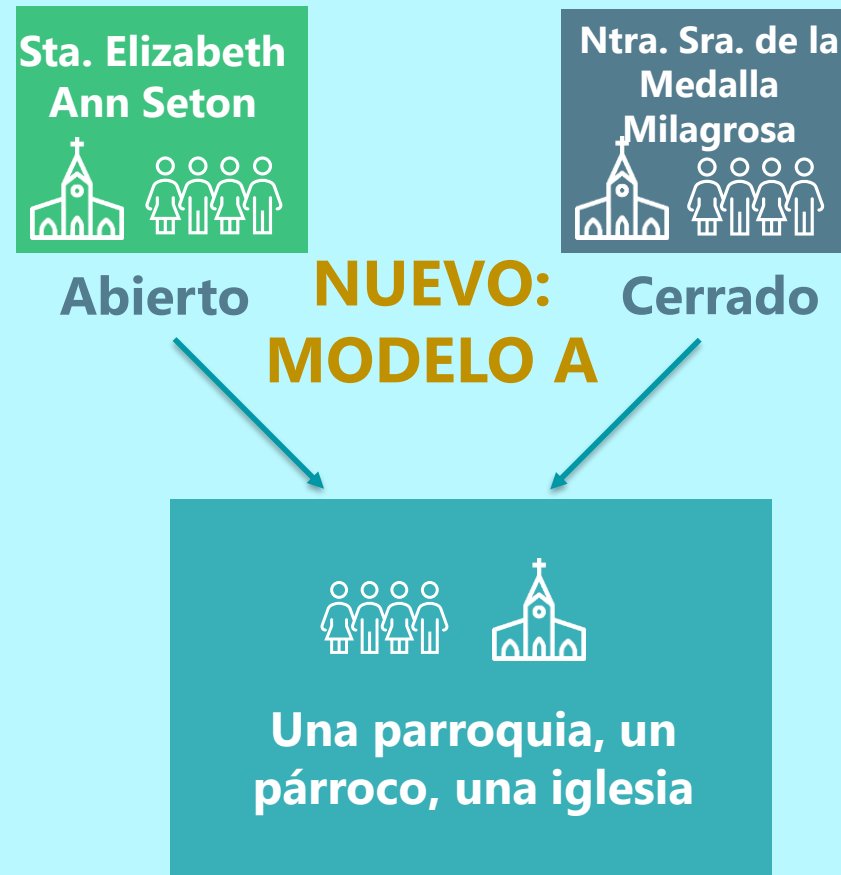 Sta. Elizabeth
Ann Seton
Ntra. Sra. de la
Medalla
Milagrosa
Abierto
NUEVO:
MODELO A
Cerrado
Una parroquia, un
párroco, una iglesia